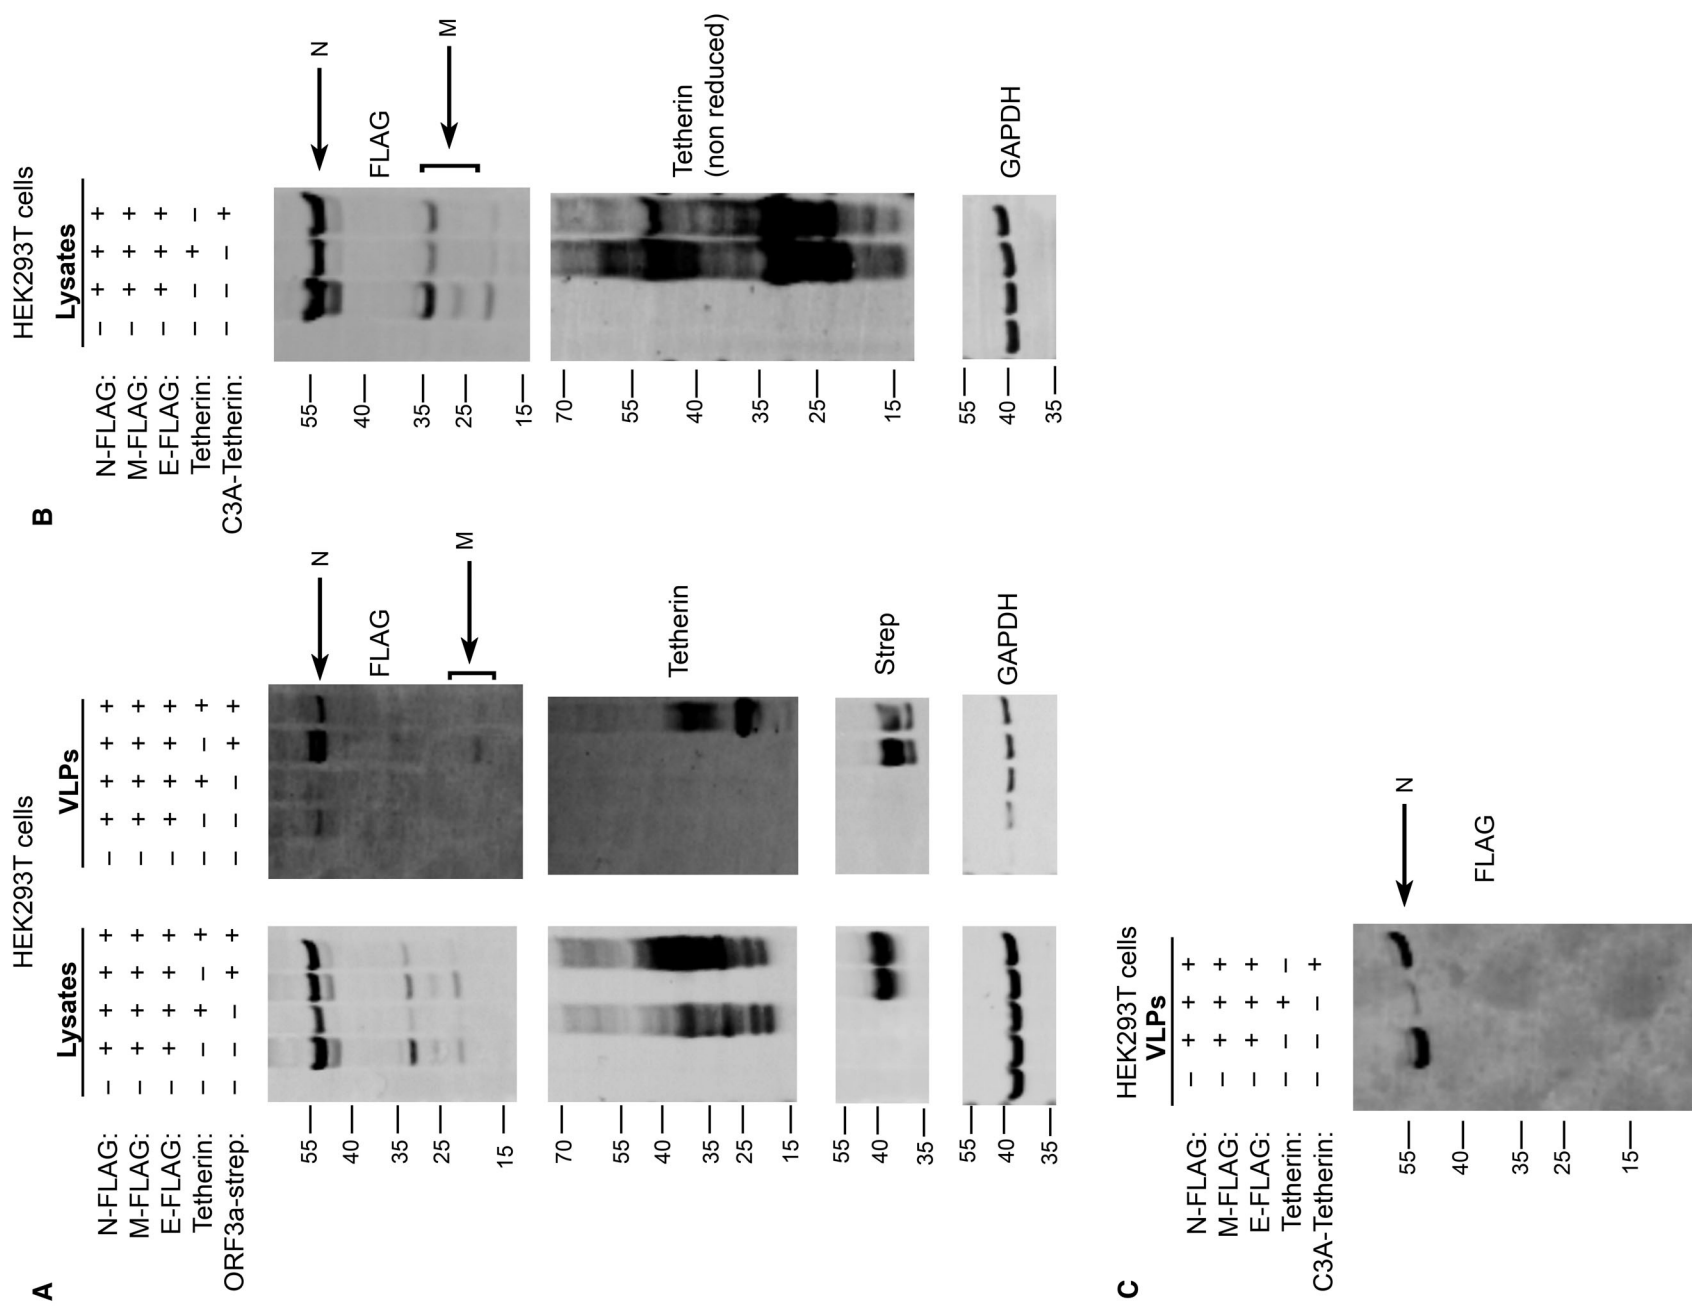 A
HEK293T cells
Lysates
VLPs
N-FLAG: – + + + + – + + + +
M-FLAG: – + + + + – + + + +
E-FLAG: – + + + + – + + + +
Tetherin: – – + – + – – + – +
ORF3a-strep: – – – + + – – – + +
55
40
35
25
15
N
FLAG
M
70
55
40
35
25
15
Tetherin
55
40
35
Strep
55
40
35
GAPDH
B
HEK293T cells
Lysates
N-FLAG: – + + +
M-FLAG: – + + +
E-FLAG: – + + +
Tetherin: – – + –
C3A-Tetherin: – – – +
55
40
35
25
15
N
FLAG
M
70
55
40
35
25
15
Tetherin
(non reduced)
55
40
35
GAPDH
C
HEK293T cells
VLPs
N-FLAG: – + + +
M-FLAG: – + + +
E-FLAG: – + + +
Tetherin: – – + –
C3A-Tetherin: – – – +
55
40
35
25
15
N
FLAG